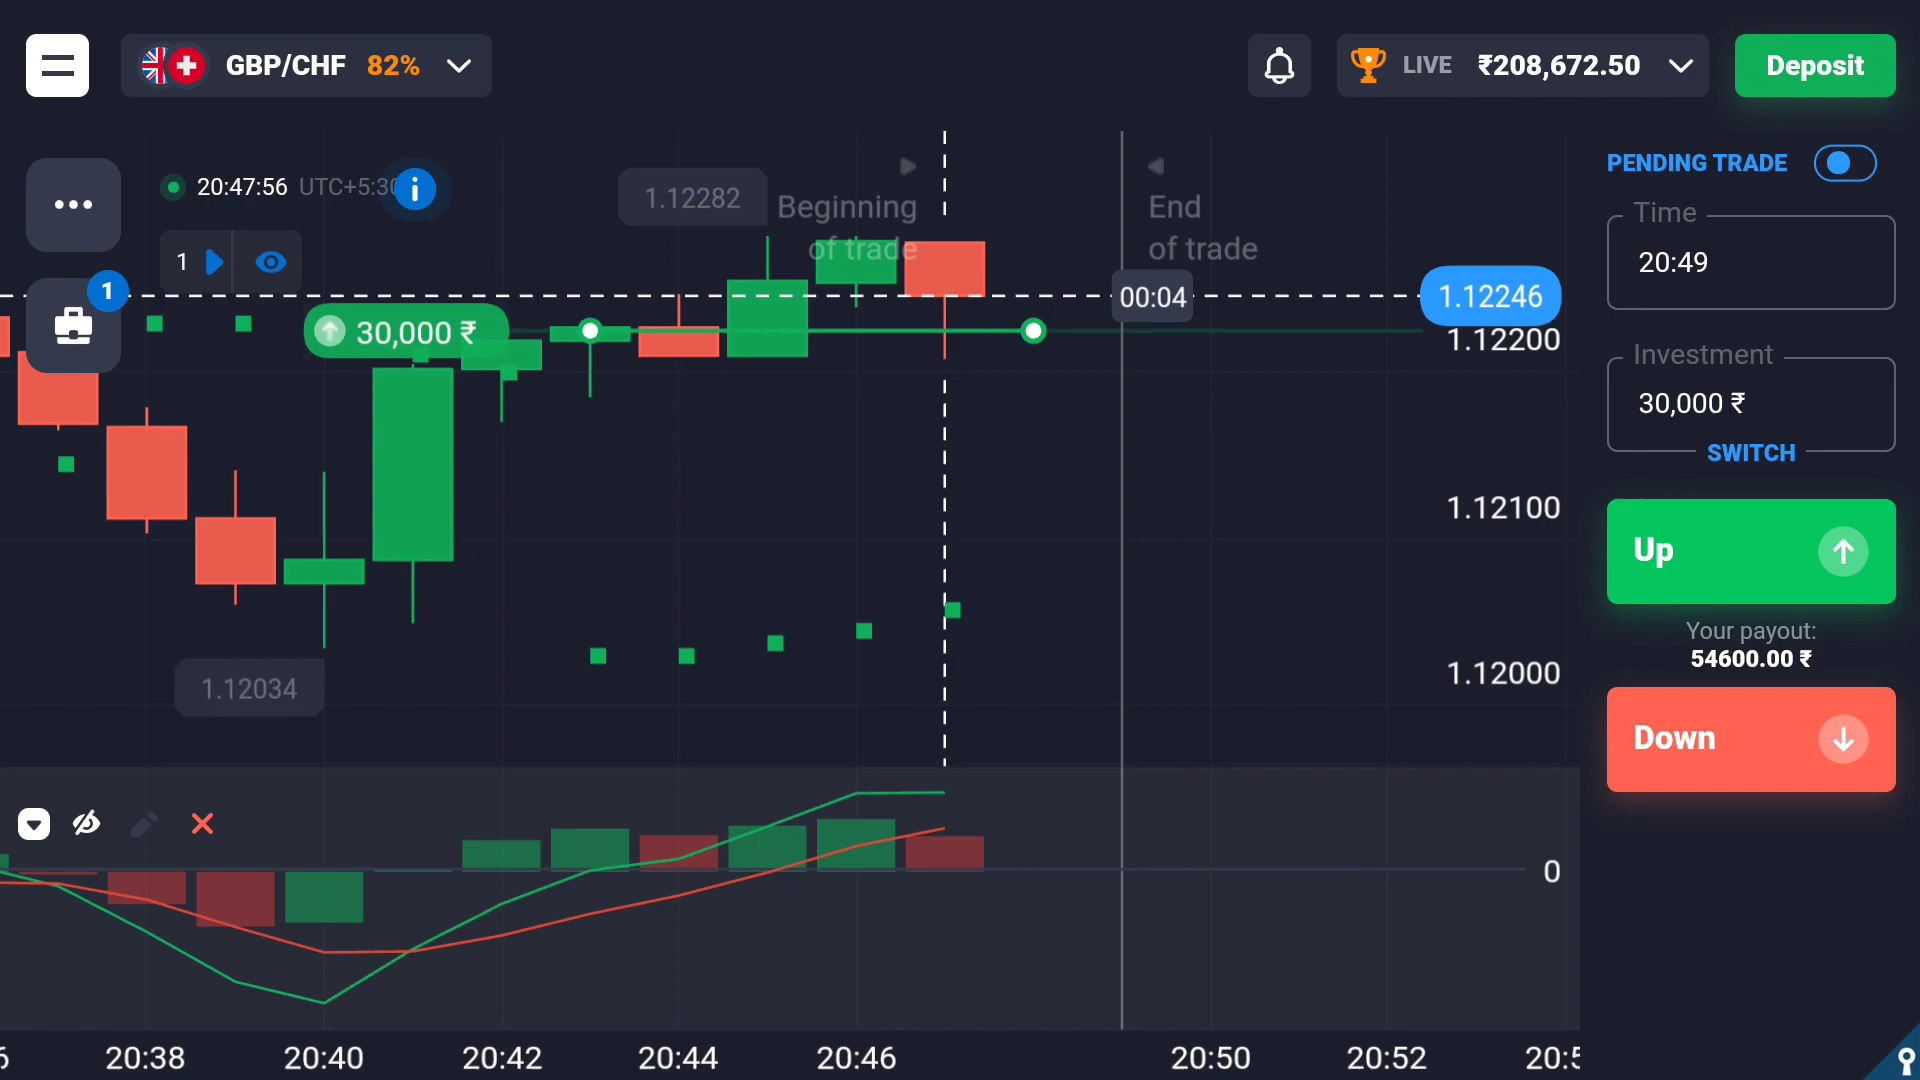 GBP/CHF 82%
LIVE ₹208,672.50
Deposit
20:47:56 UTC+5:30
1
1
1.12282
Beginning
of trade
End
of trade
00:04
1.12246
30,000 ₹
1.12200
1.12100
1.12000
1.12034
0
20:38
20:40
20:42
20:44
20:46
20:50
20:52
PENDING TRADE
Time
20:49
Investment
30,000 ₹
SWITCH
Up
Your payout:
54600.00 ₹
Down